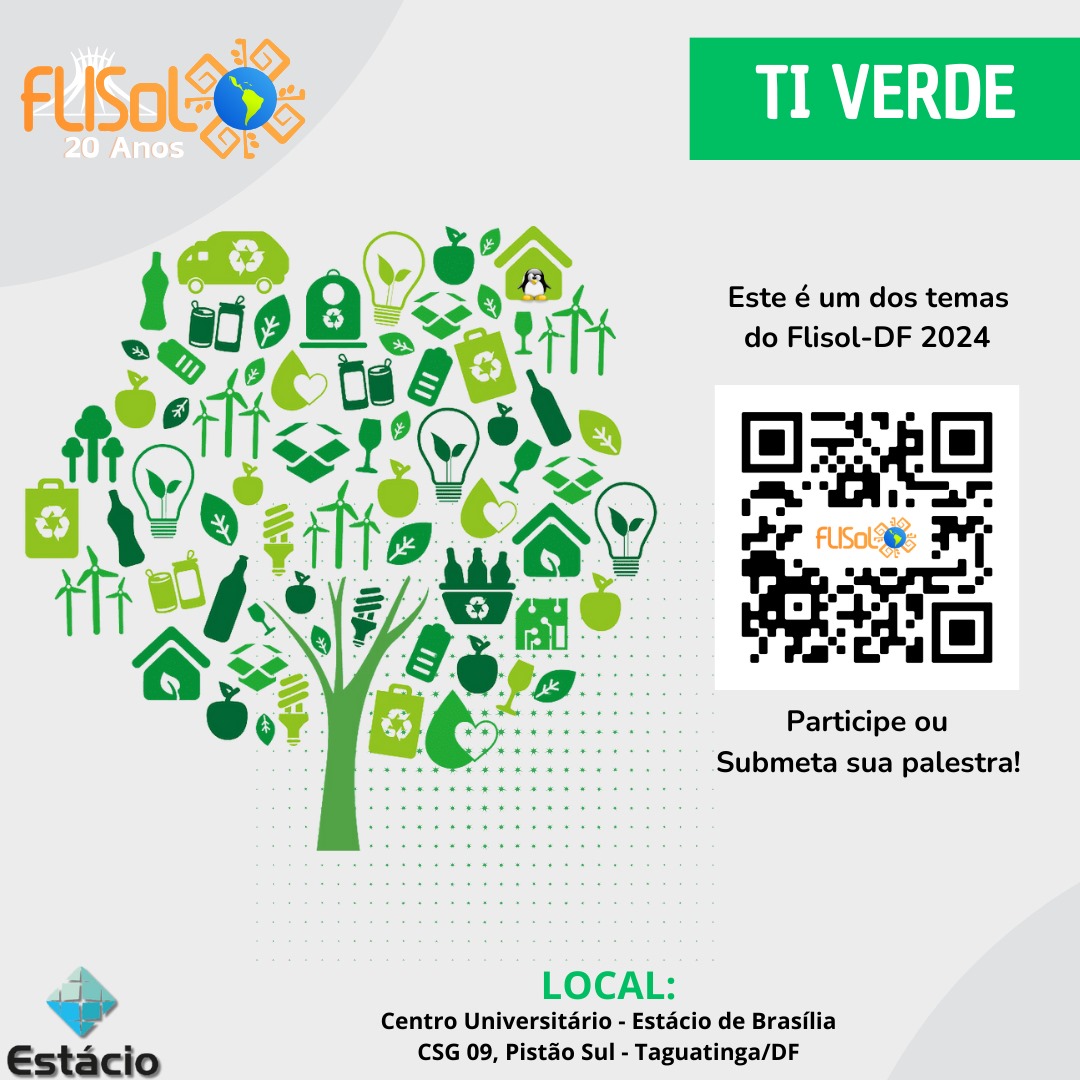 FLISol
20 Anos
TI VERDE
Este é um dos temas
do Flisol-DF 2024
FLISol
Participe ou
Submeta sua palestra!
LOCAL:
Centro Universitário - Estácio de Brasília
CSG 09, Pistão Sul - Taguatinga/DF
Estácio